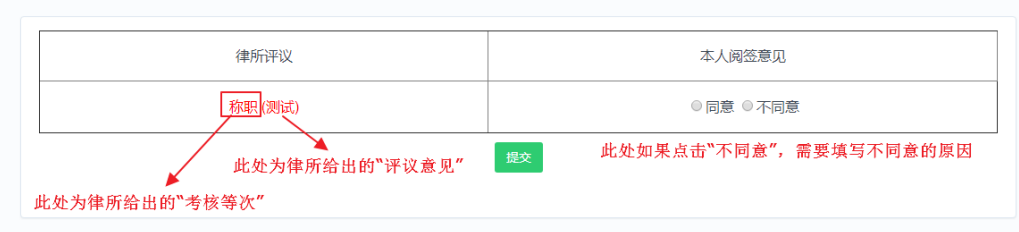 律所评议
本人阅签意见
称职(测试)
同意 不同意
提交
此处如果点击“不同意”，需要填写不同意的原因
此处为律所给出的“评议意见”
此处为律所给出的“考核等次”